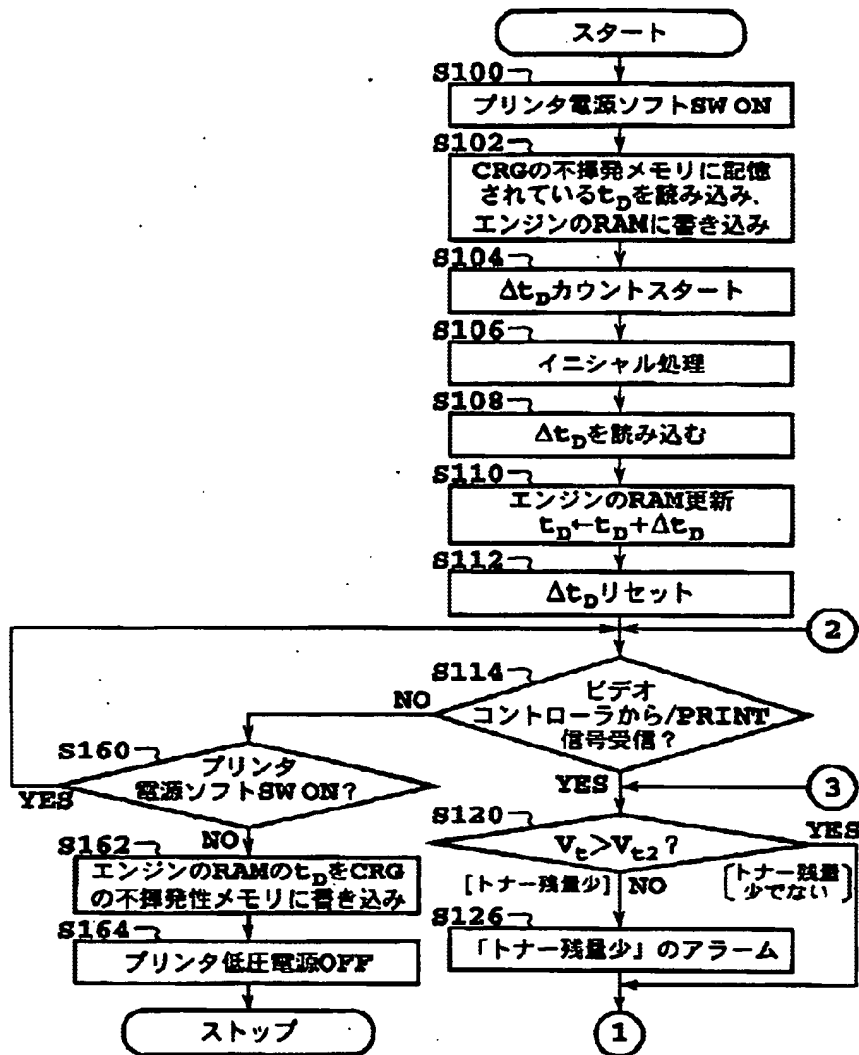 スタート
S100
プリンタ電源ソフトSW ON
S102
CRGの不揮発メモリに記憶
されているtDを読み込み、
エンジンのRAMに書き込み
S104
ΔtDカウントスタート
S106
イニシャル処理
S108
ΔtDを読み込む
S110
エンジンのRAM更新
tD←tD+ΔtD
S112
ΔtDリセット
2
S114
ビデオ
コントローラから/PRINT
信号受信?
NO
YES
3
S160
プリンタ
電源ソフトSW ON?
YES
NO
S162
エンジンのRAMのtDをCRG
の不揮発性メモリに書き込み
S164
プリンタ低圧電源OFF
ストップ
S120
Vt>Vt2?
YES
[トナー残量
少でない]
[トナー残量少] NO
S126
「トナー残量少」のアラーム
1